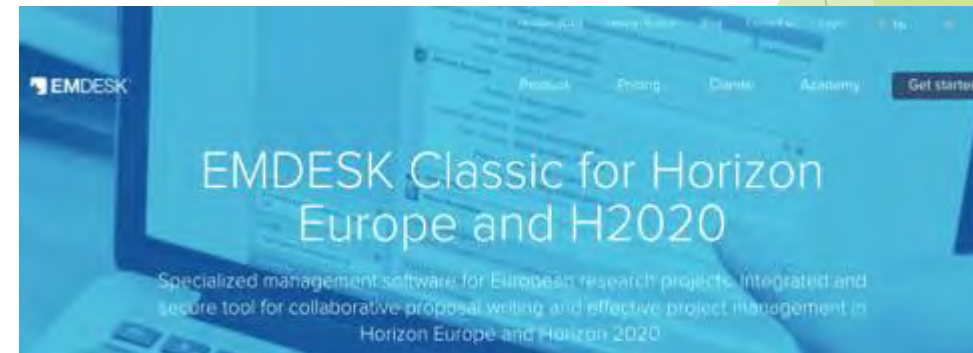 EMDESK
Product Pricing Clients Academy Get started
EMDESK Classic for Horizon
Europe and H2020
Specialized management software for European research projects. Integrated and
secure tool for collaborative proposal writing and effective project management in
Horizon Europe and Horizon 2020